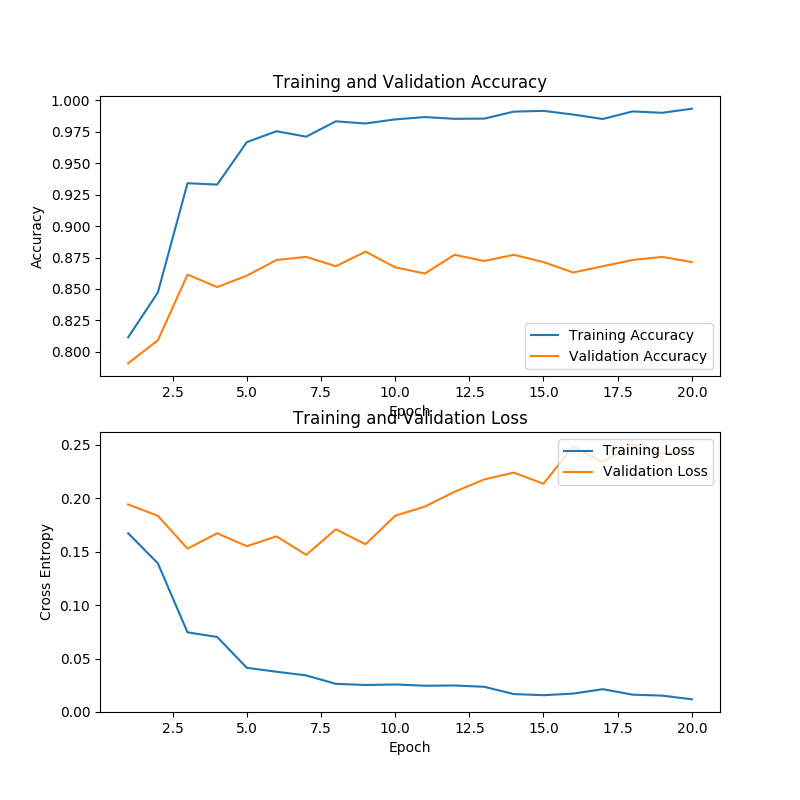 Training and Validation Accuracy
1.000
0.975
0.950
0.925
0.900
0.875
0.850
0.825
0.800
Accuracy
Training Accuracy
Validation Accuracy
2.5 5.0 7.5 10.0 12.5 15.0 17.5 20.0
Epoch
Training and Validation Loss
0.25
0.20
0.15
0.10
0.05
0.00
Cross Entropy
Training Loss
Validation Loss
2.5 5.0 7.5 10.0 12.5 15.0 17.5 20.0
Epoch